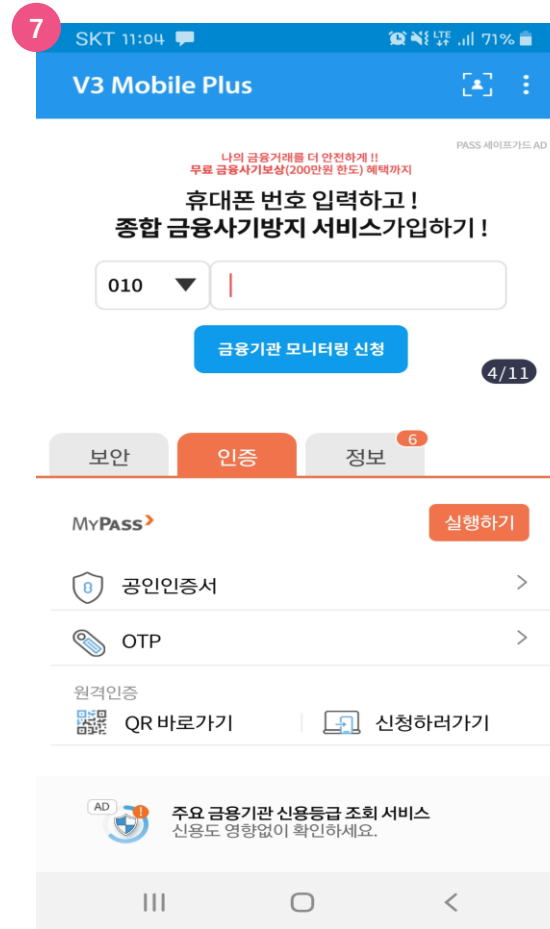 7
SKT 11:04
LTE 71%
V3 Mobile Plus
PASS 세이프가드 AD
나의 금융거래를 더 안전하게 !!
무료 금융사기보상(200만원 한도) 혜택까지
휴대폰 번호 입력하고 !
종합 금융사기방지 서비스가입하기 !
010
금융기관 모니터링 신청
4/11
보안
인증
정보
6
MYPASS
실행하기
공인인증서
OTP
원격인증
QR 바로가기
신청하러가기
AD
주요 금융기관 신용등급 조회 서비스
신용도 영향없이 확인하세요.